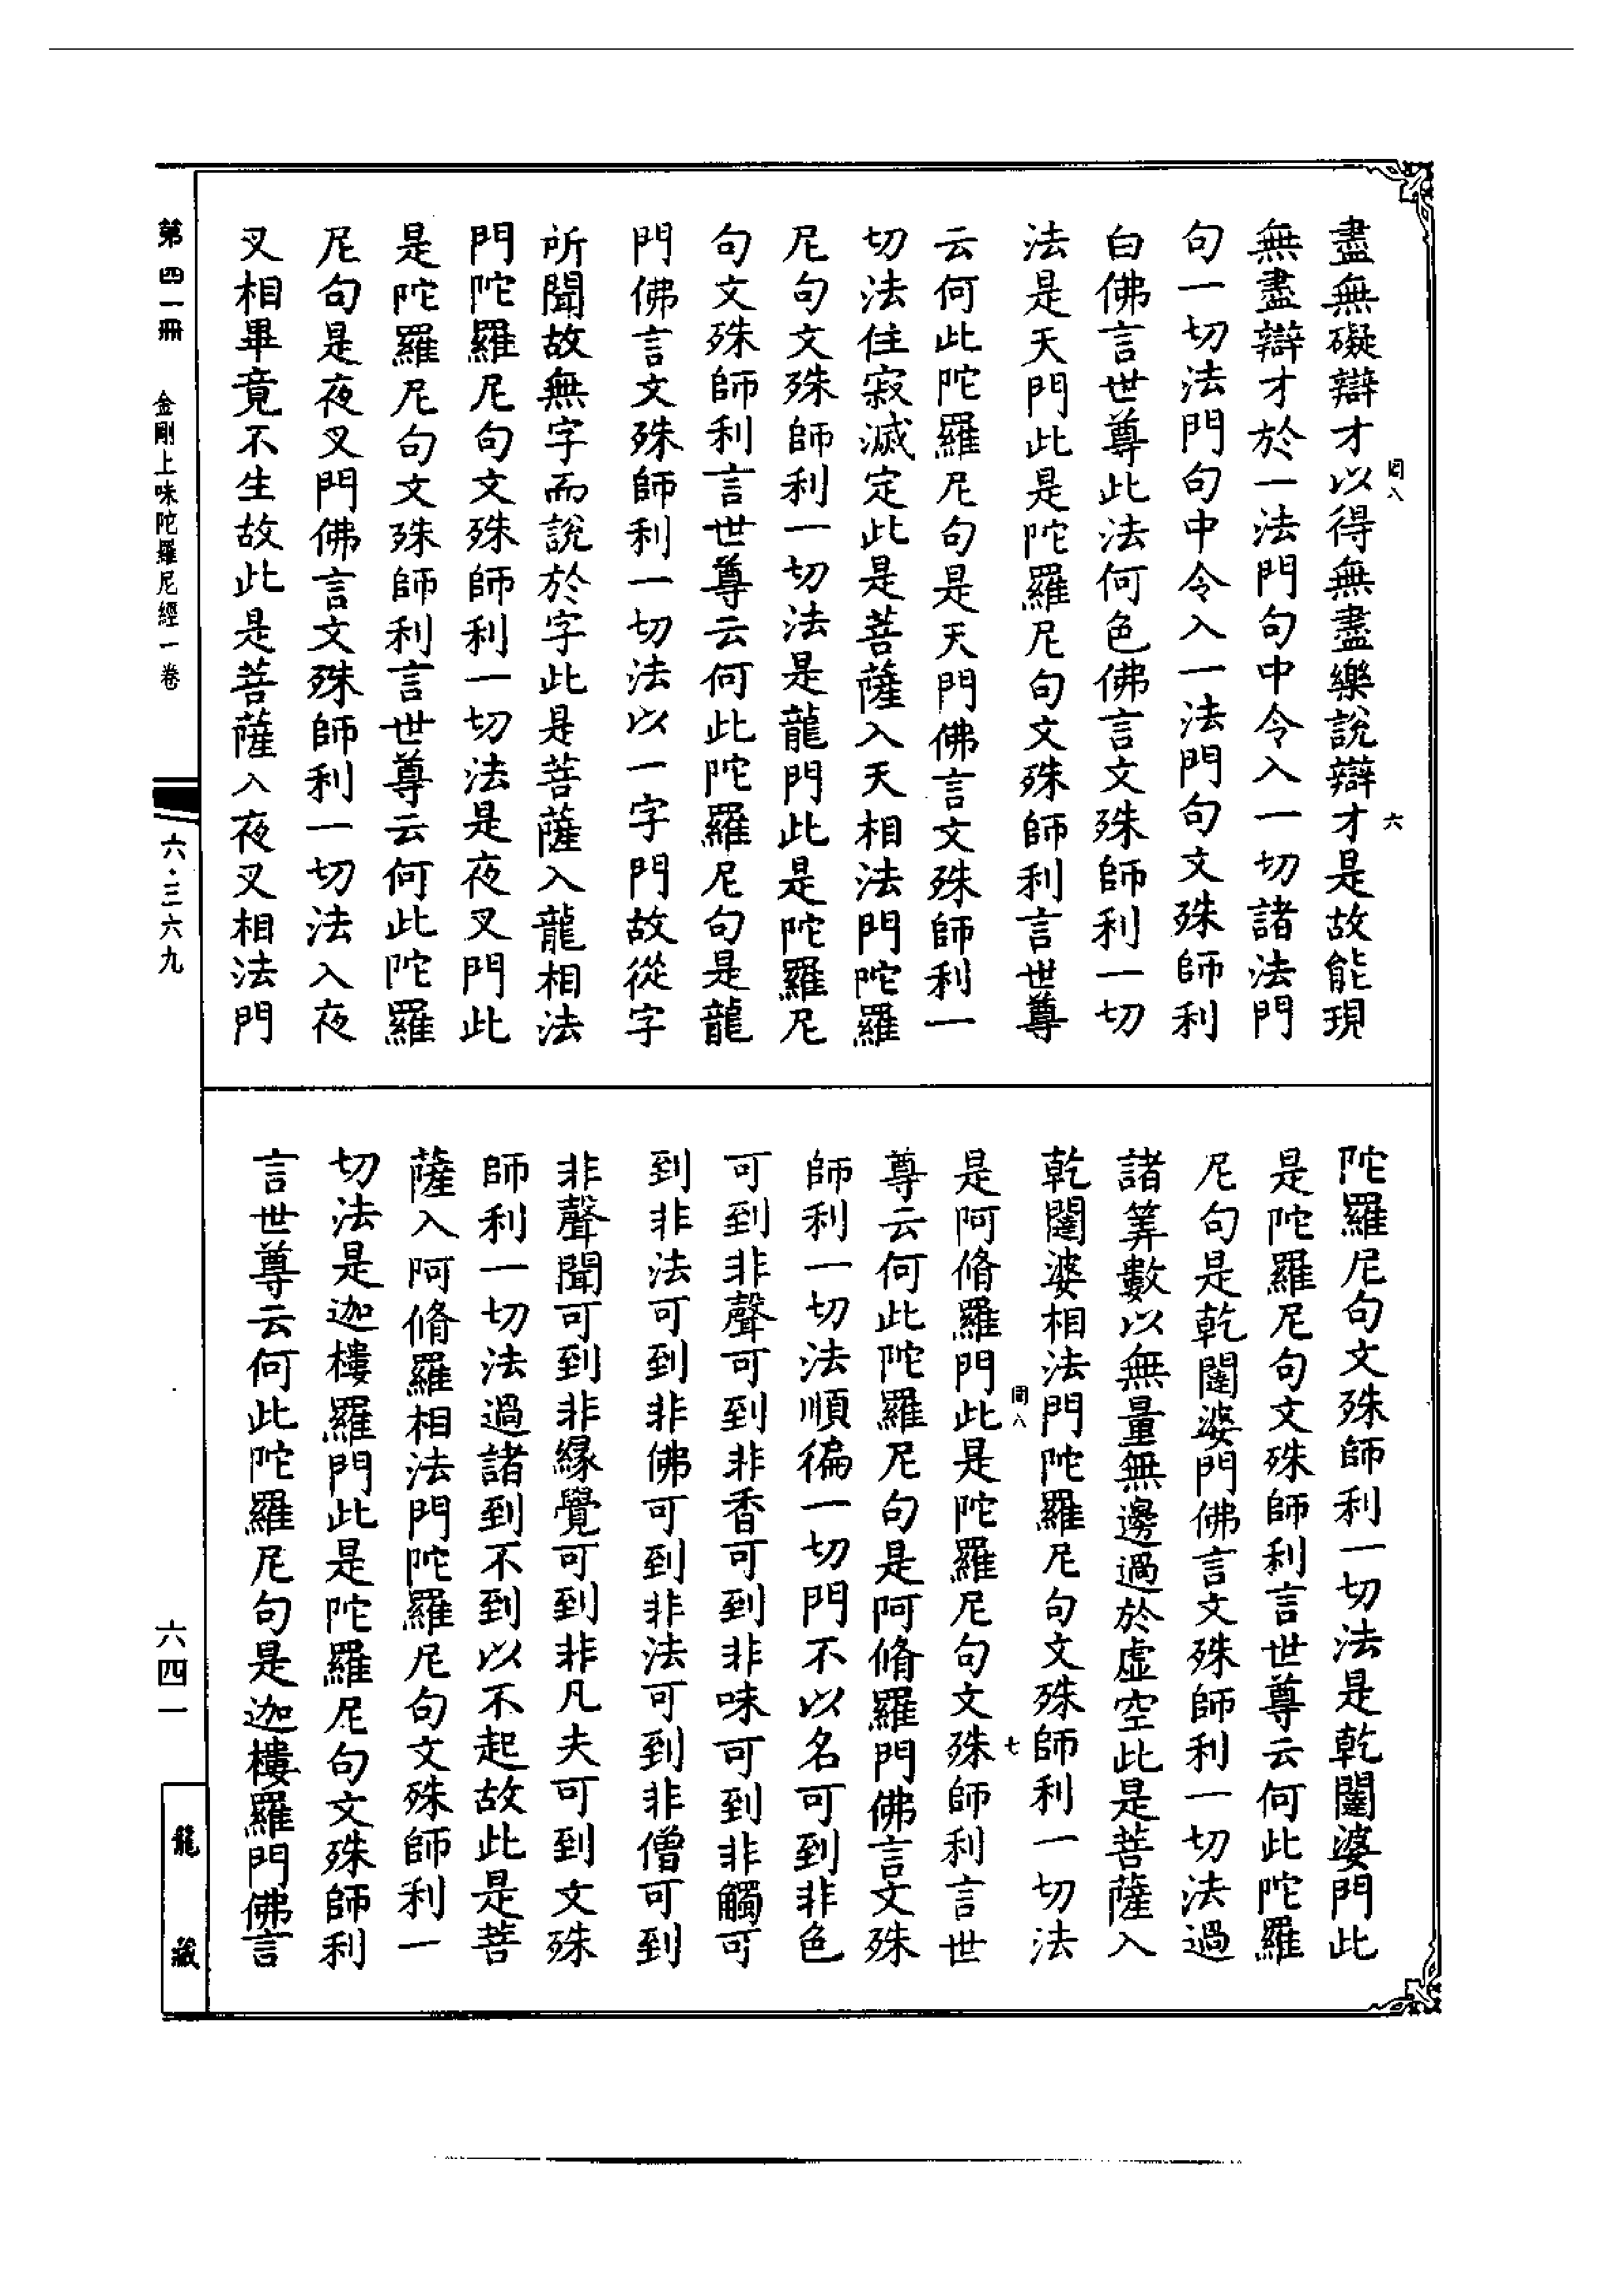 盡無礙辯才以得無盡樂說辯才是故能現
無盡辯才於一法門句中令入一切諸法門
句一切法門句中令入一法門句文殊師利
白佛言世尊此法何色佛言文殊師利一切
法是天門此是陀羅尼句文殊師利言世尊
云何此陀羅尼句是天門佛言文殊師利一
切法住寂滅定此是菩薩入天相法門陀羅
尼句文殊師利一切法是龍門此是陀羅尼
句文殊師利言世尊云何此陀羅尼句是龍
門佛言文殊師利一切法以一字門故從字
所聞故無字而說於字此是菩薩入龍相法
門陀羅尼句文殊師利一切法是夜叉門此
是陀羅尼句文殊師利言世尊云何此陀羅
尼句是夜叉門佛言文殊師利一切法入夜
叉相畢竟不生故此是菩薩入夜叉相法門
六
陀羅尼句文殊師利一切法是乾闥婆門此
是陀羅尼句文殊師利言世尊云何此陀羅
尼句是乾闥婆門佛言文殊師利一切法過
諸筭數以無量無邊過於虛空此是菩薩入
乾闥婆相法門陀羅尼句文殊師利一切法
七
是阿脩羅門此是陀羅尼句文殊師利言世
尊云何此陀羅尼句是阿脩羅門佛言文殊
師利一切法順徧一切門不以名可到非色
可到非聲可到非香可到非味可到非觸可
到非法可到非佛可到非法可到非僧可到
非聲聞可到非緣覺可到非凡夫可到文殊
師利一切法過諸到不到以不起故此是菩
薩入阿脩羅相法門陀羅尼句文殊師利一
切法是迦樓羅門此是陀羅尼句文殊師利
言世尊云何此陀羅尼句是迦樓羅門佛言
第四一冊 金剛上味陀羅尼經一卷
六·三六九
六四一
龍藏